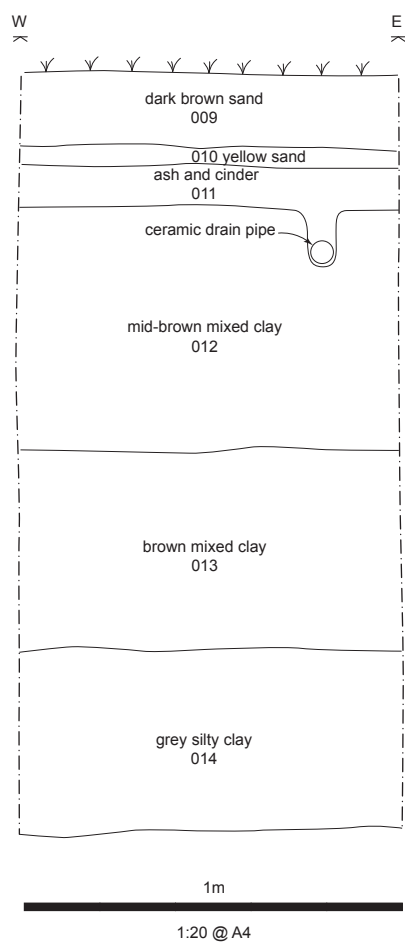 W E
dark brown sand
009
010 yellow sand
ash and cinder
011
ceramic drain pipe
mid-brown mixed clay
012
brown mixed clay
013
grey silty clay
014
1m
1:20 @ A4